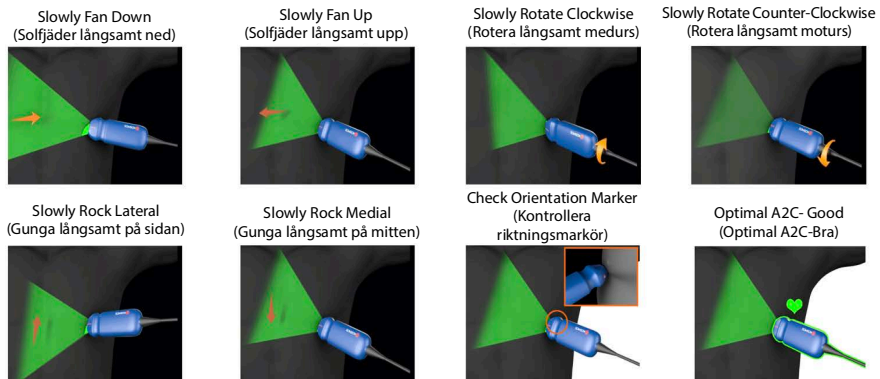 Slowly Fan Down
(Solfjäder långsamt ned)
Slowly Fan Up
(Solfjäder långsamt upp)
Slowly Rotate Clockwise
(Rotera långsamt medurs)
Slowly Rotate Counter-Clockwise
(Rotera långsamt moturs)
Slowly Rock Lateral
(Gunga långsamt på sidan)
Slowly Rock Medial
(Gunga långsamt på mitten)
Check Orientation Marker
(Kontrollera
riktningsmarkör)
Optimal A2C- Good
(Optimal A2C-Bra)